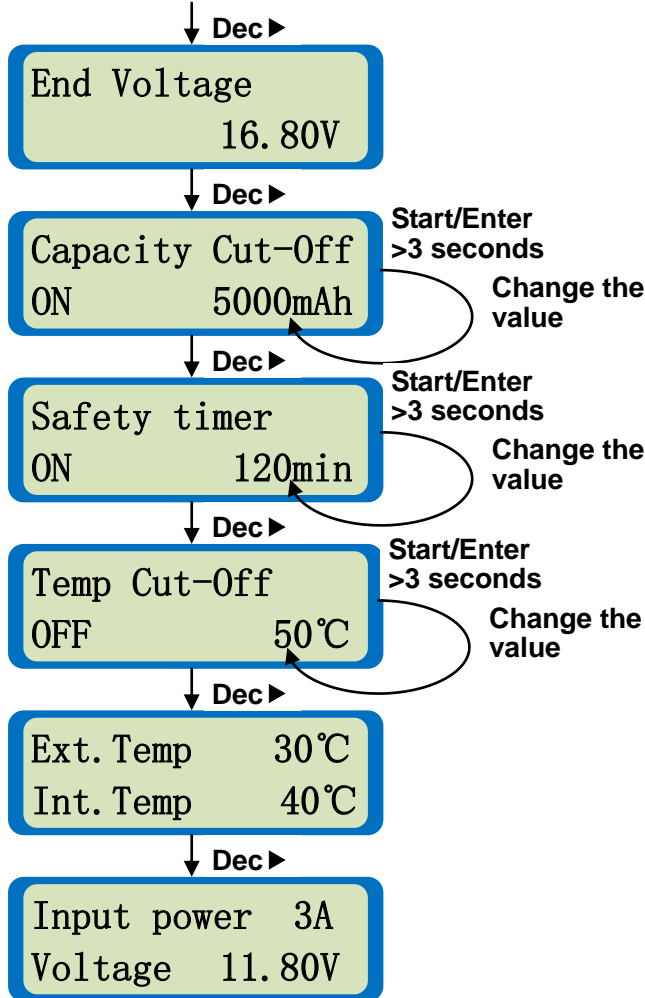 Dec▶
End Voltage
16.80V
Dec▶
Start/Enter
>3 seconds
Capacity Cut-Off
ON 5000mAh
Change the
value
Dec▶
Start/Enter
>3 seconds
Safety timer
ON 120min
Change the
value
Dec▶
Start/Enter
>3 seconds
Temp Cut-Off
OFF 50℃
Change the
value
Dec▶
Ext.Temp 30℃
Int.Temp 40℃
Dec▶
Input power 3A
Voltage 11.80V